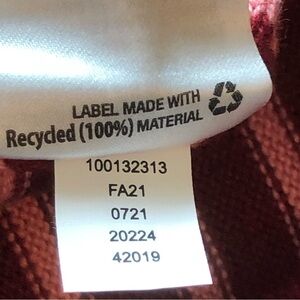 LABEL MADE WITH
Recycled (100%) MATERIAL
100132313
FA21
0721
20224
42019